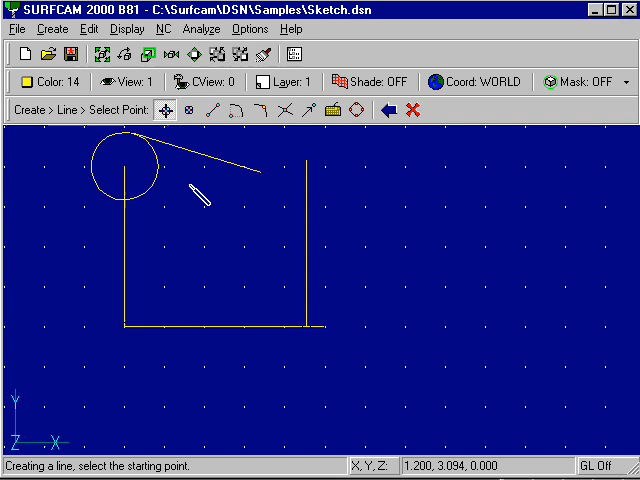 SURFCAM 2000 B81 - C:\Surfcam\DSN\Samples\Sketch.dsn
File Create Edit Display NC Analyze Options Help
Color: 14 View: 1 CView: 0 Layer: 1 Shade: OFF Coord: WORLD Mask: OFF
Create > Line > Select Point:
Y
Z X
Creating a line, select the starting point. X, Y, Z: 1.200, 3.094, 0.000 GL Off